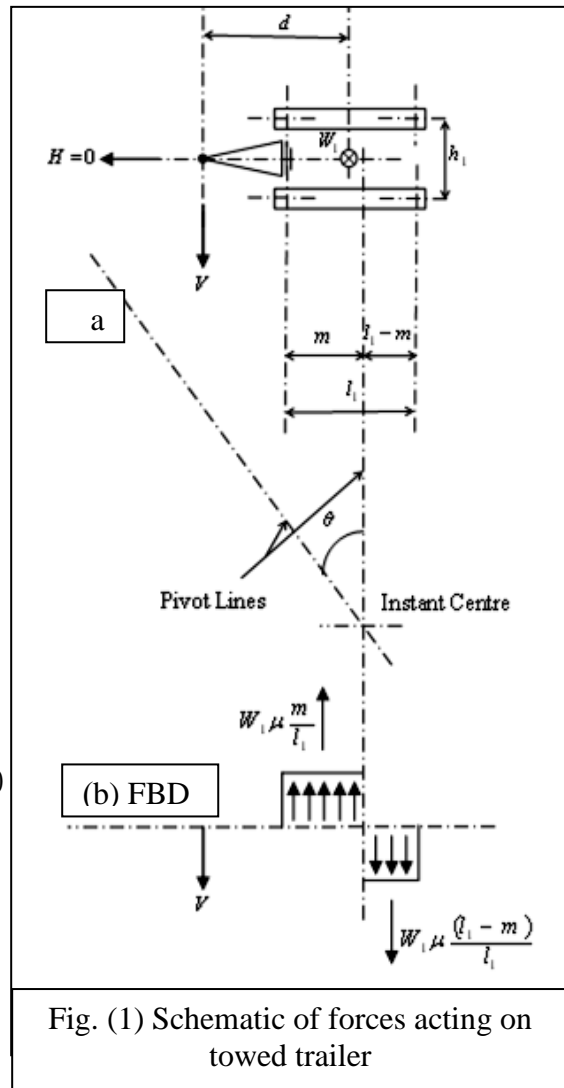 d
H = 0
W₁
h₁
V
a
m
l₁ - m
l₁
θ
Pivot Lines
Instant Centre
W₁ μ m/l₁
)
(b) FBD
V
W₁ μ (l₁ - m)/l₁
Fig. (1) Schematic of forces acting on
towed trailer